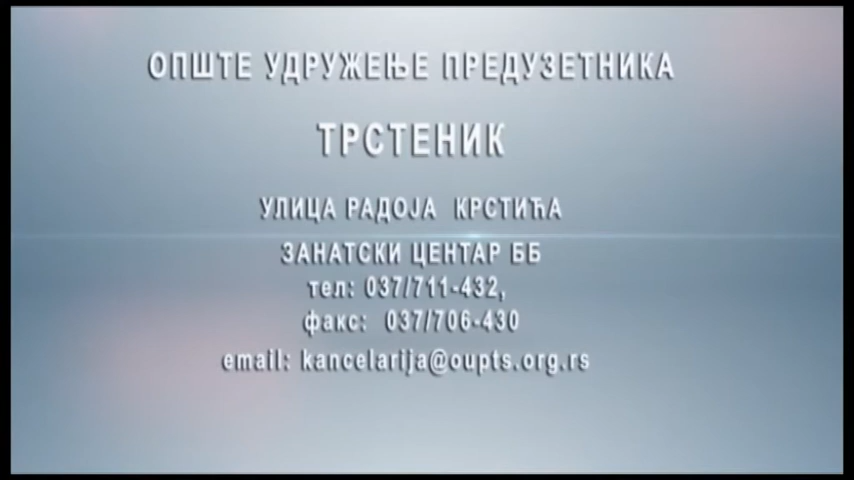 ОПШТЕ УДРУЖЕЊЕ ПРЕДУЗЕТНИКА
ТРСТЕНИК
УЛИЦА РАДОЈА КРСТИЋА
ЗАНАТСКИ ЦЕНТАР ББ
тел: 037/711-432,
факс: 037/706-430
email: kancelarija@oupts.org.rs